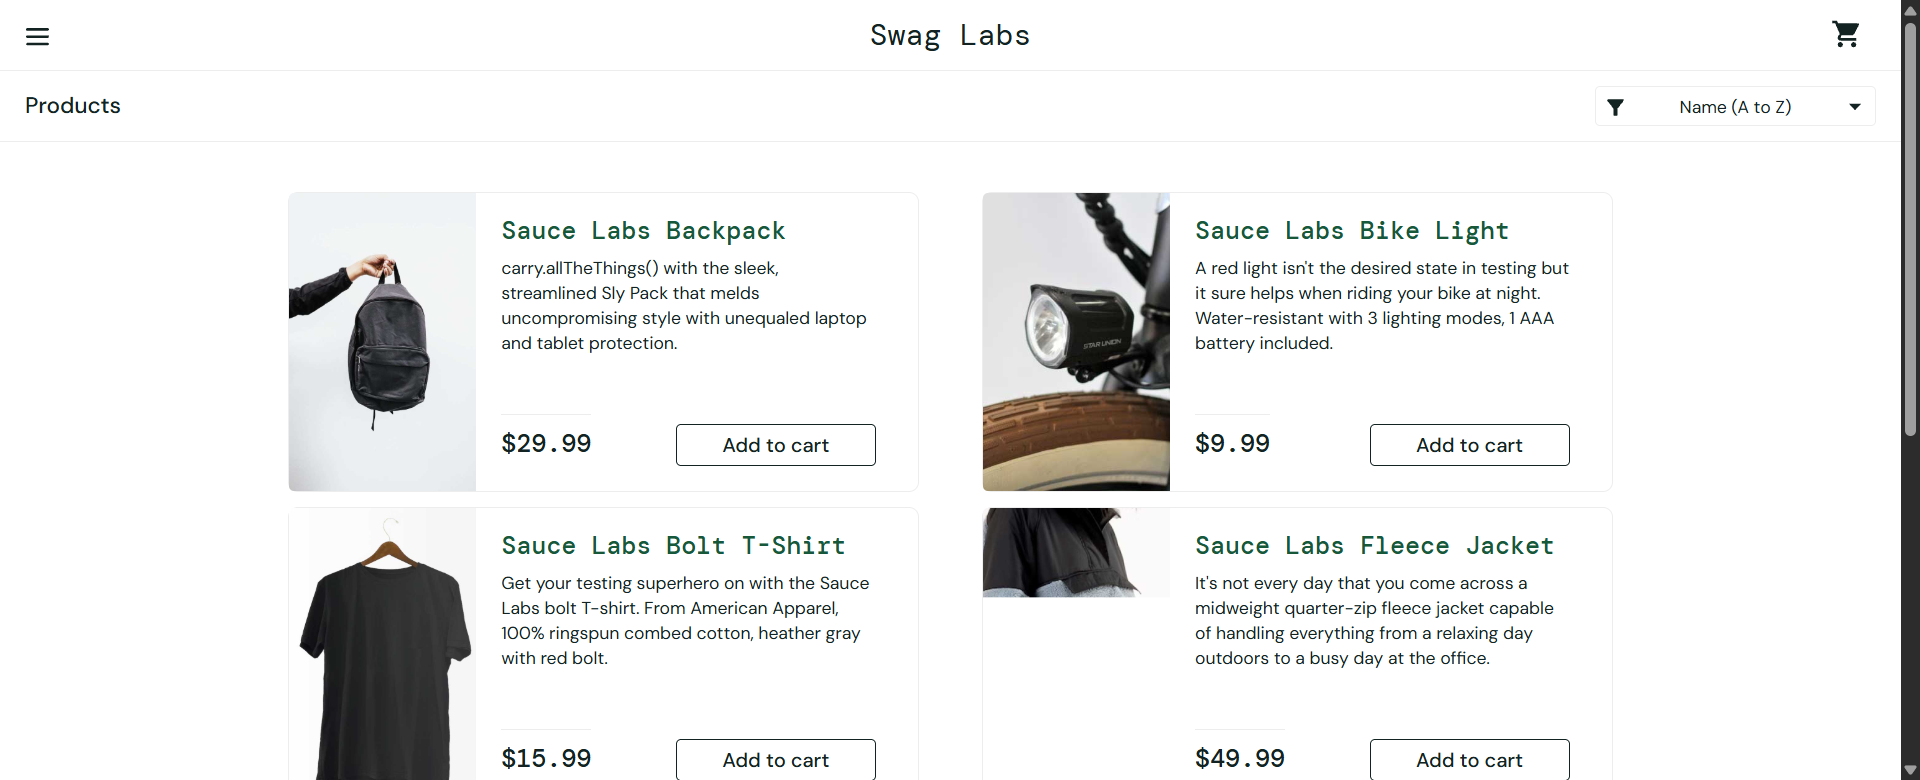 Swag Labs
Products
Name (A to Z)
Sauce Labs Backpack
carry.allTheThings() with the sleek,
streamlined Sly Pack that melds
uncompromising style with unequaled laptop
and tablet protection.
$29.99
Add to cart
Sauce Labs Bike Light
A red light isn't the desired state in testing but
it sure helps when riding your bike at night.
Water-resistant with 3 lighting modes, 1 AAA
battery included.
STAR UNION
$9.99
Add to cart
Sauce Labs Bolt T-Shirt
Get your testing superhero on with the Sauce
Labs bolt T-shirt. From American Apparel,
100% ringspun combed cotton, heather gray
with red bolt.
$15.99
Add to cart
Sauce Labs Fleece Jacket
It's not every day that you come across a
midweight quarter-zip fleece jacket capable
of handling everything from a relaxing day
outdoors to a busy day at the office.
$49.99
Add to cart